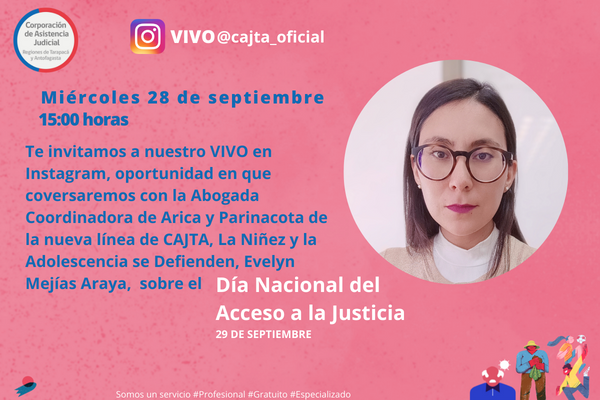 Corporación
de Asistencia
Judicial
Regiones de Tarapacá
y Antofagasta
VIVO @cajta_oficial
Miércoles 28 de septiembre
15:00 horas
Te invitamos a nuestro VIVO en
Instagram, oportunidad en que
coversaremos con la Abogada
Coordinadora de Arica y Parinacota de
la nueva línea de CAJTA, La Niñez y la
Adolescencia se Defienden, Evelyn
Mejías Araya, sobre el
Día Nacional del
Acceso a la Justicia
29 DE SEPTIEMBRE
Somos un servicio #Profesional #Gratuito #Especializado